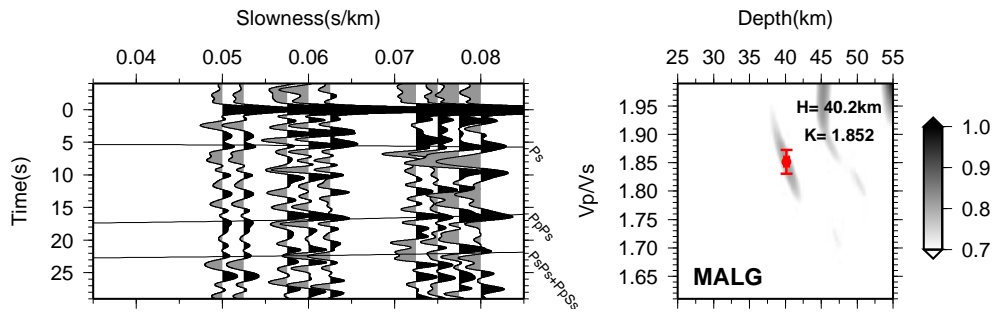 Slowness(s/km)
0.04 0.05 0.06 0.07 0.08
Time(s)
0
5
10
15
20
25
Ps
PpPs
PsPs+PpSs
Depth(km)
25 30 35 40 45 50 55
Vp/Vs
1.95
1.90
1.85
1.80
1.75
1.70
1.65
H= 40.2km
K= 1.852
MALG
1.0
0.9
0.8
0.7